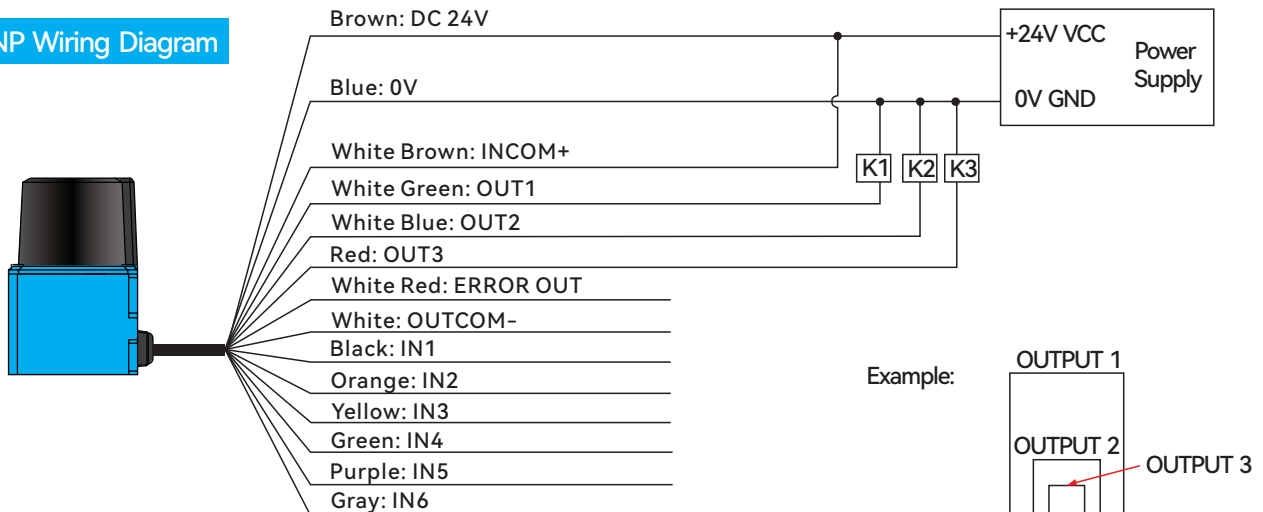 NP Wiring Diagram
Brown: DC 24V
Blue: 0V
White Brown: INCOM+
White Green: OUT1
White Blue: OUT2
Red: OUT3
White Red: ERROR OUT
White: OUTCOM-
Black: IN1
Orange: IN2
Yellow: IN3
Green: IN4
Purple: IN5
Gray: IN6
+24V VCC
0V GND
Power
Supply
K1
K2
K3
Example:
OUTPUT 1
OUTPUT 2
OUTPUT 3